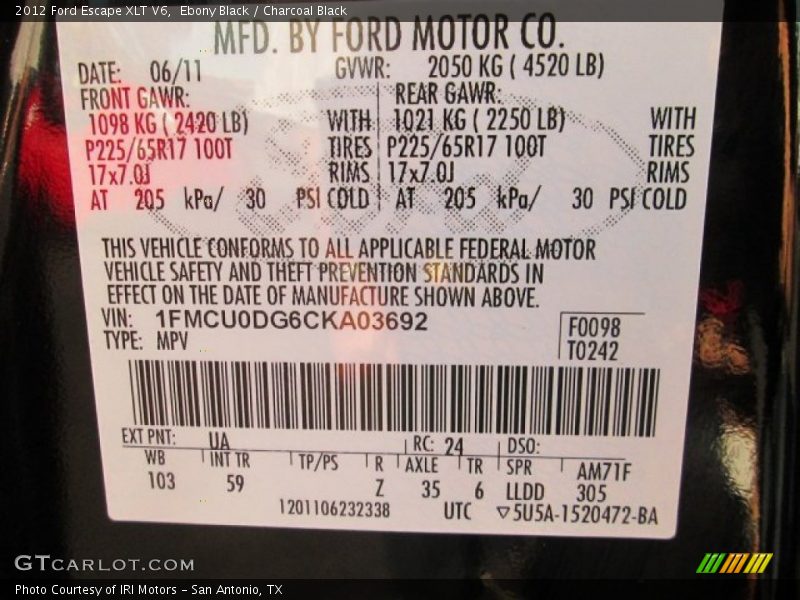 2012 Ford Escape XLT V6, Ebony Black / Charcoal Black
MFD. BY FORD MOTOR CO.
DATE: 06/11 GVWR: 2050 KG ( 4520 LB)
FRONT GAWR: REAR GAWR:
1098 KG ( 2420 LB) WITH 1021 KG ( 2250 LB) WITH
P225/65R17 100T TIRES P225/65R17 100T TIRES
17x7.0J RIMS 17x7.0J RIMS
AT 205 kPa/ 30 PSI COLD AT 205 kPa/ 30 PSI COLD
THIS VEHICLE CONFORMS TO ALL APPLICABLE FEDERAL MOTOR
VEHICLE SAFETY AND THEFT PREVENTION STANDARDS IN
EFFECT ON THE DATE OF MANUFACTURE SHOWN ABOVE.
VIN: 1FMCU0DG6CKA03692 F0098
TYPE: MPV T0242
EXT PNT: UA RC: 24 DSO:
WB INT TR TP/PS R AXLE TR SPR AM71F
103 59 Z 35 6 LLDD 305
1201106232338 UTC ▽5U5A-1520472-BA
GTCARLOT.COM
Photo Courtesy of IRI Motors – San Antonio, TX